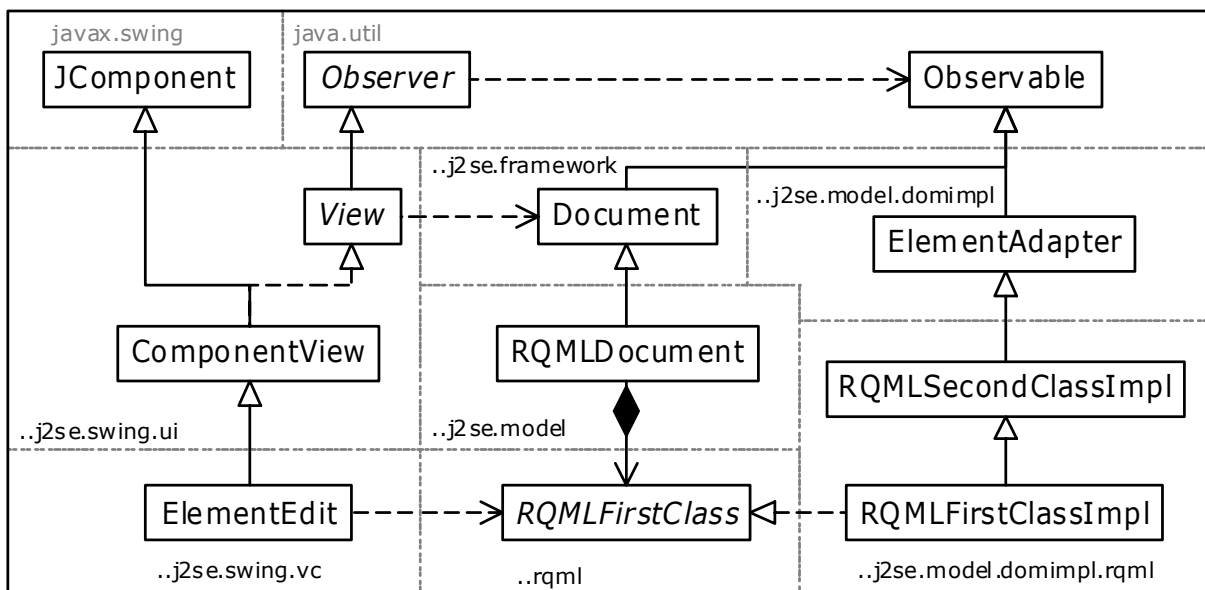 javax.swing
java.util
JComponent
Observer
Observable
..j2se.framework
View
Document
..j2se.model.domimpl
ElementAdapter
ComponentView
RQMLDocument
RQMLSecondClassImpl
..j2se.swing.ui
..j2se.model
ElementEdit
RQMLFirstClass
RQMLFirstClassImpl
..j2se.swing.vc
..rqml
..j2se.model.domimpl.rqml